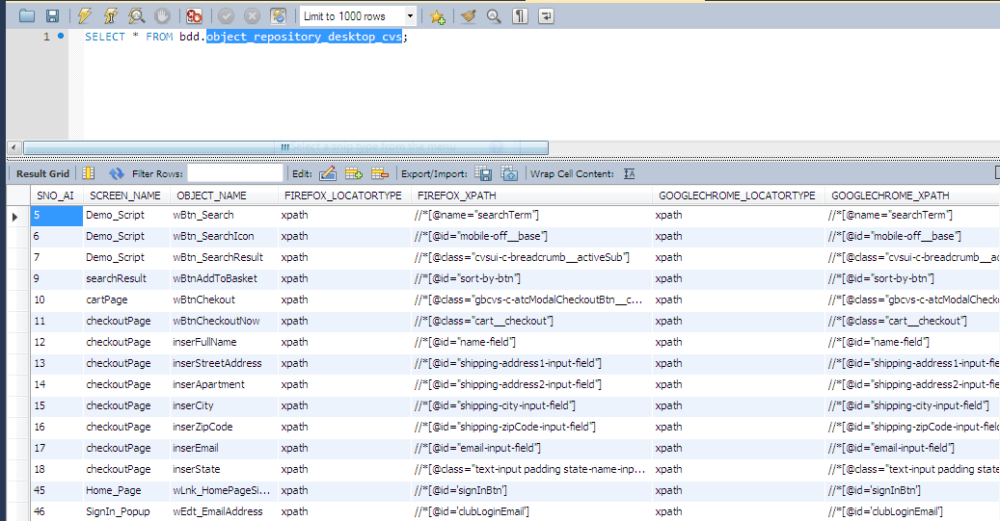 Limit to 1000 rows
1 SELECT * FROM bdd.object_repository_desktop_cvs;
Result Grid Filter Rows: Edit: Export/Import: Wrap Cell Content:
SNO_AI SCREEN_NAME OBJECT_NAME FIREFOX_LOCATORTYPE FIREFOX_XPATH GOOGLECHROME_LOCATORTYPE GOOGLECHROME_XPATH
5 Demo_Script wBtn_Search xpath //*[@name="searchTerm"] xpath //*[@name="searchTerm"]
6 Demo_Script wBtn_SearchIcon xpath //*[@id="mobile-off__base"] xpath //*[@id="mobile-off__base"]
7 Demo_Script wBtn_SearchResult xpath //*[@class="cvsui-c-breadcrumb__activeSub"] xpath //*[@class="cvsui-c-breadcrumb__a
9 searchResult wBtnAddToBasket xpath //*[@id="sort-by-btn"] xpath //*[@id="sort-by-btn"]
10 cartPage wBtnChekout xpath //*[@class="gbcvs-c-atcModalCheckoutBtn__c... xpath //*[@class="gbcvs-c-atcModalCheck
11 checkoutPage wBtnCheckoutNow xpath //*[@class="cart__checkout"] xpath //*[@class="cart__checkout"]
12 checkoutPage inserFullName xpath //*[@id="name-field"] xpath //*[@id="name-field"]
13 checkoutPage inserStreetAddress xpath //*[@id="shipping-address1-input-field"] xpath //*[@id="shipping-address1-input-fie
14 checkoutPage inserApartment xpath //*[@id="shipping-address2-input-field"] xpath //*[@id="shipping-address2-input-fie
15 checkoutPage inserCity xpath //*[@id="shipping-city-input-field"] xpath //*[@id="shipping-city-input-field"]
16 checkoutPage inserZipCode xpath //*[@id="shipping-zipCode-input-field"] xpath //*[@id="shipping-zipCode-input-field
17 checkoutPage inserEmail xpath //*[@id="email-input-field"] xpath //*[@id="email-input-field"]
18 checkoutPage inserState xpath //*[@class="text-input padding state-name-inp... xpath //*[@class="text-input padding state
45 Home_Page wLnk_HomePageSi... xpath //*[@id='signInBtn'] xpath //*[@id='signInBtn']
46 SignIn_Popup wEdt_EmailAddress xpath //*[@id='clubLoginEmail'] xpath //*[@id='clubLoginEmail']